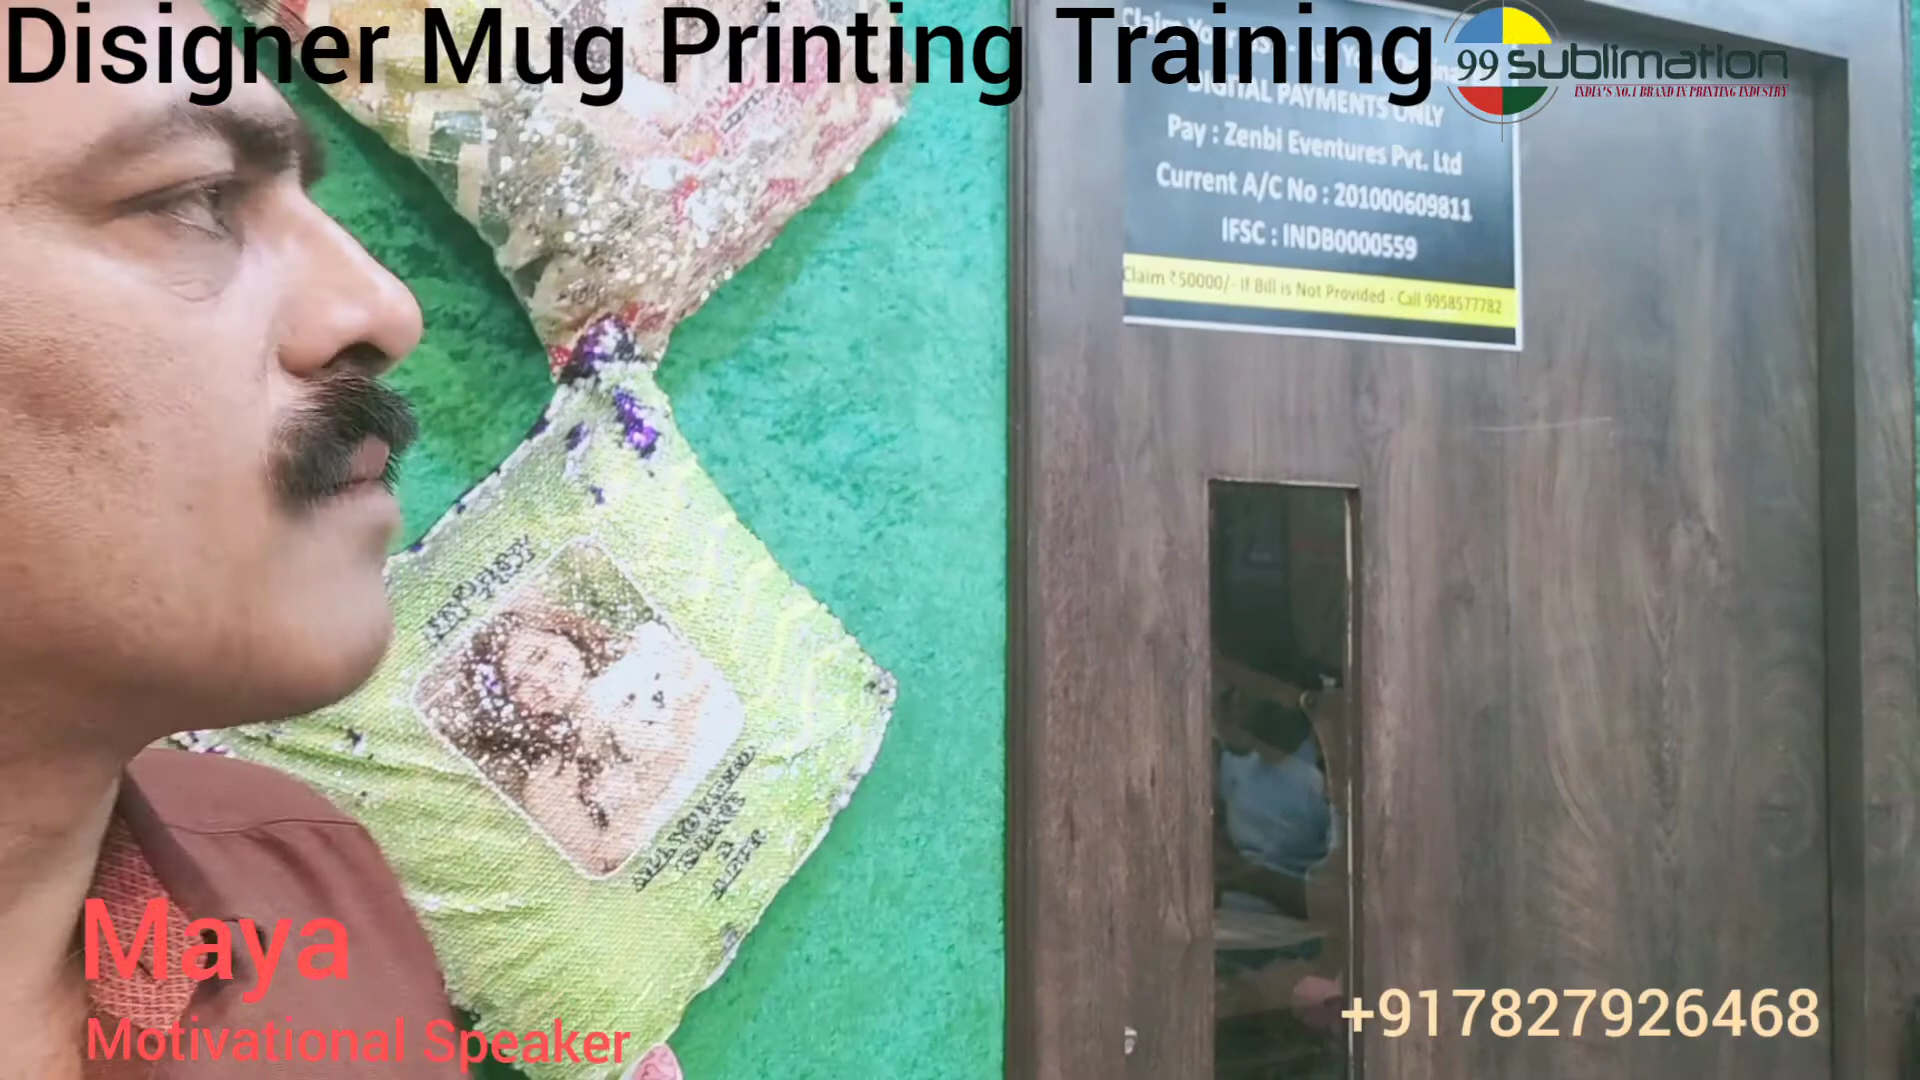 Disigner Mug Printing Training
99 sublimation
INDIA'S NO.1 BRAND IN PRINTING INDUSTRY
Claim Your
DIGITAL PAYMENTS ONLY
Pay : Zenbi Eventures Pvt. Ltd
Current A/C No : 201000609811
IFSC : INDB0000559
Claim ₹50000/- If Bill is Not Provided - Call 9958577782
Maya
Motivational Speaker
+917827926468